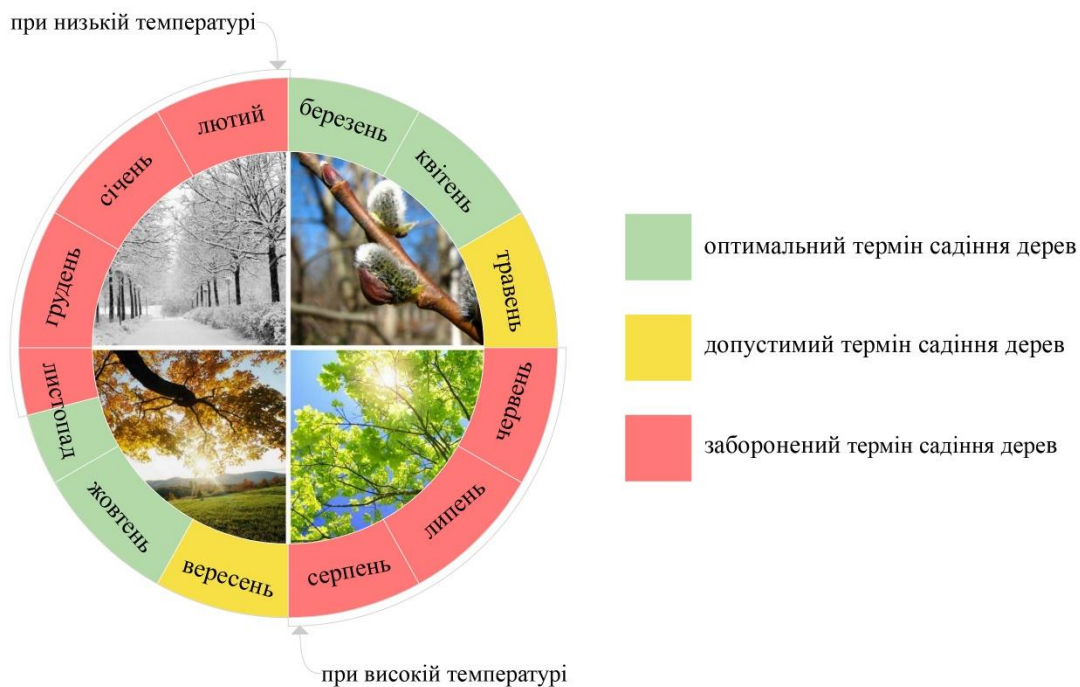 при низькій температурі
лютий
березень
січень
квітень
грудень
травень
листопад
червень
жовтень
липень
вересень
серпень
при високій температурі
оптимальний термін садіння дерев
допустимий термін садіння дерев
заборонений термін садіння дерев